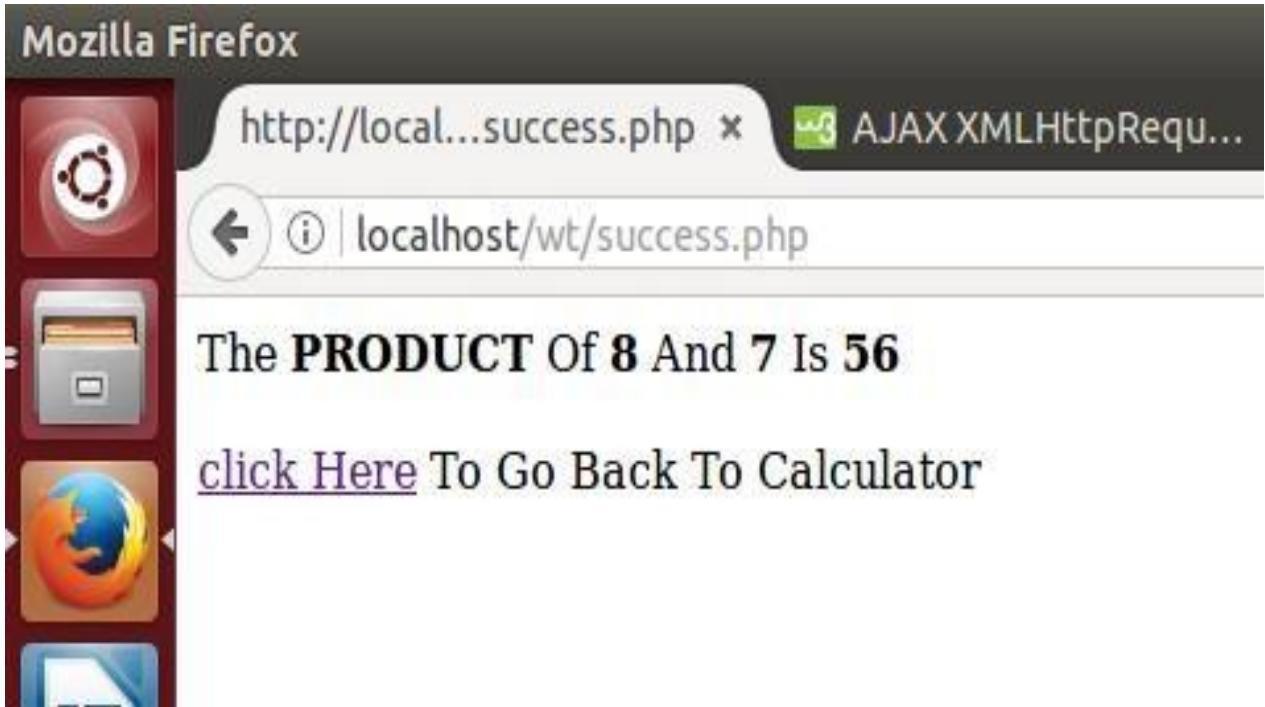 Mozilla Firefox
http://local...success.php × AJAX XMLHttpRequ...
localhost/wt/success.php
The PRODUCT Of 8 And 7 Is 56
click Here To Go Back To Calculator